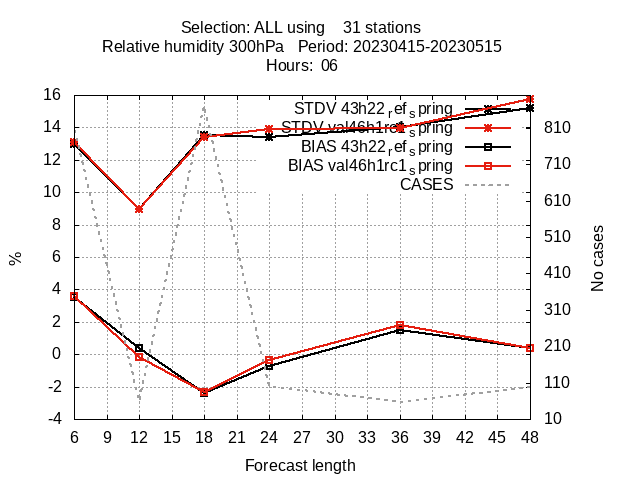 Selection: ALL using    31 stations
Relative humidity 300hPa   Period: 20230415-20230515
Hours:  06
STDV 43h22_ref_spring
STDV val46h1rc1_spring
BIAS 43h22_ref_spring
BIAS val46h1rc1_spring
CASES
16
14
12
10
8
6
4
2
0
-2
-4
%
810
710
610
510
410
310
210
110
10
No cases
6 9 12 15 18 21 24 27 30 33 36 39 42 45 48
Forecast length